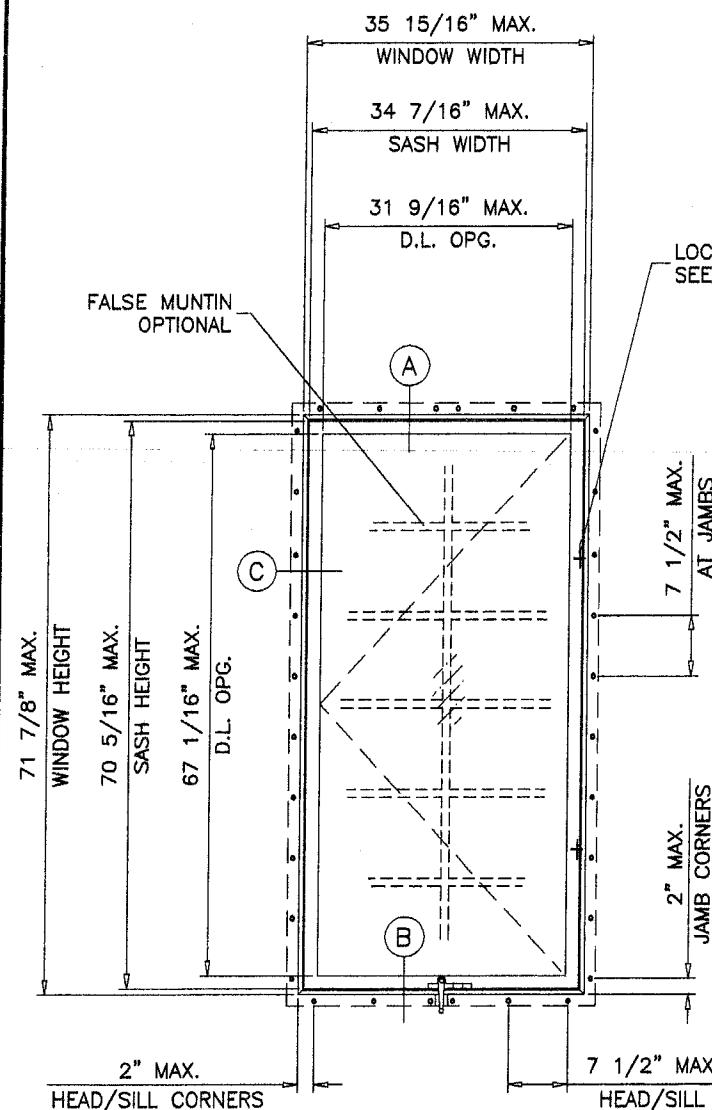 35 15/16" MAX.
WINDOW WIDTH
34 7/16" MAX.
SASH WIDTH
31 9/16" MAX.
D.L. OPG.
LOC
SEE
FALSE MUNTIN
OPTIONAL
A
C
7 1/2" MAX.
AT JAMBS
71 7/8" MAX.
WINDOW HEIGHT
70 5/16" MAX.
SASH HEIGHT
67 1/16" MAX.
D.L. OPG.
2" MAX.
JAMB CORNERS
B
2" MAX.
HEAD/SILL CORNERS
7 1/2" MAX
HEAD/SILL